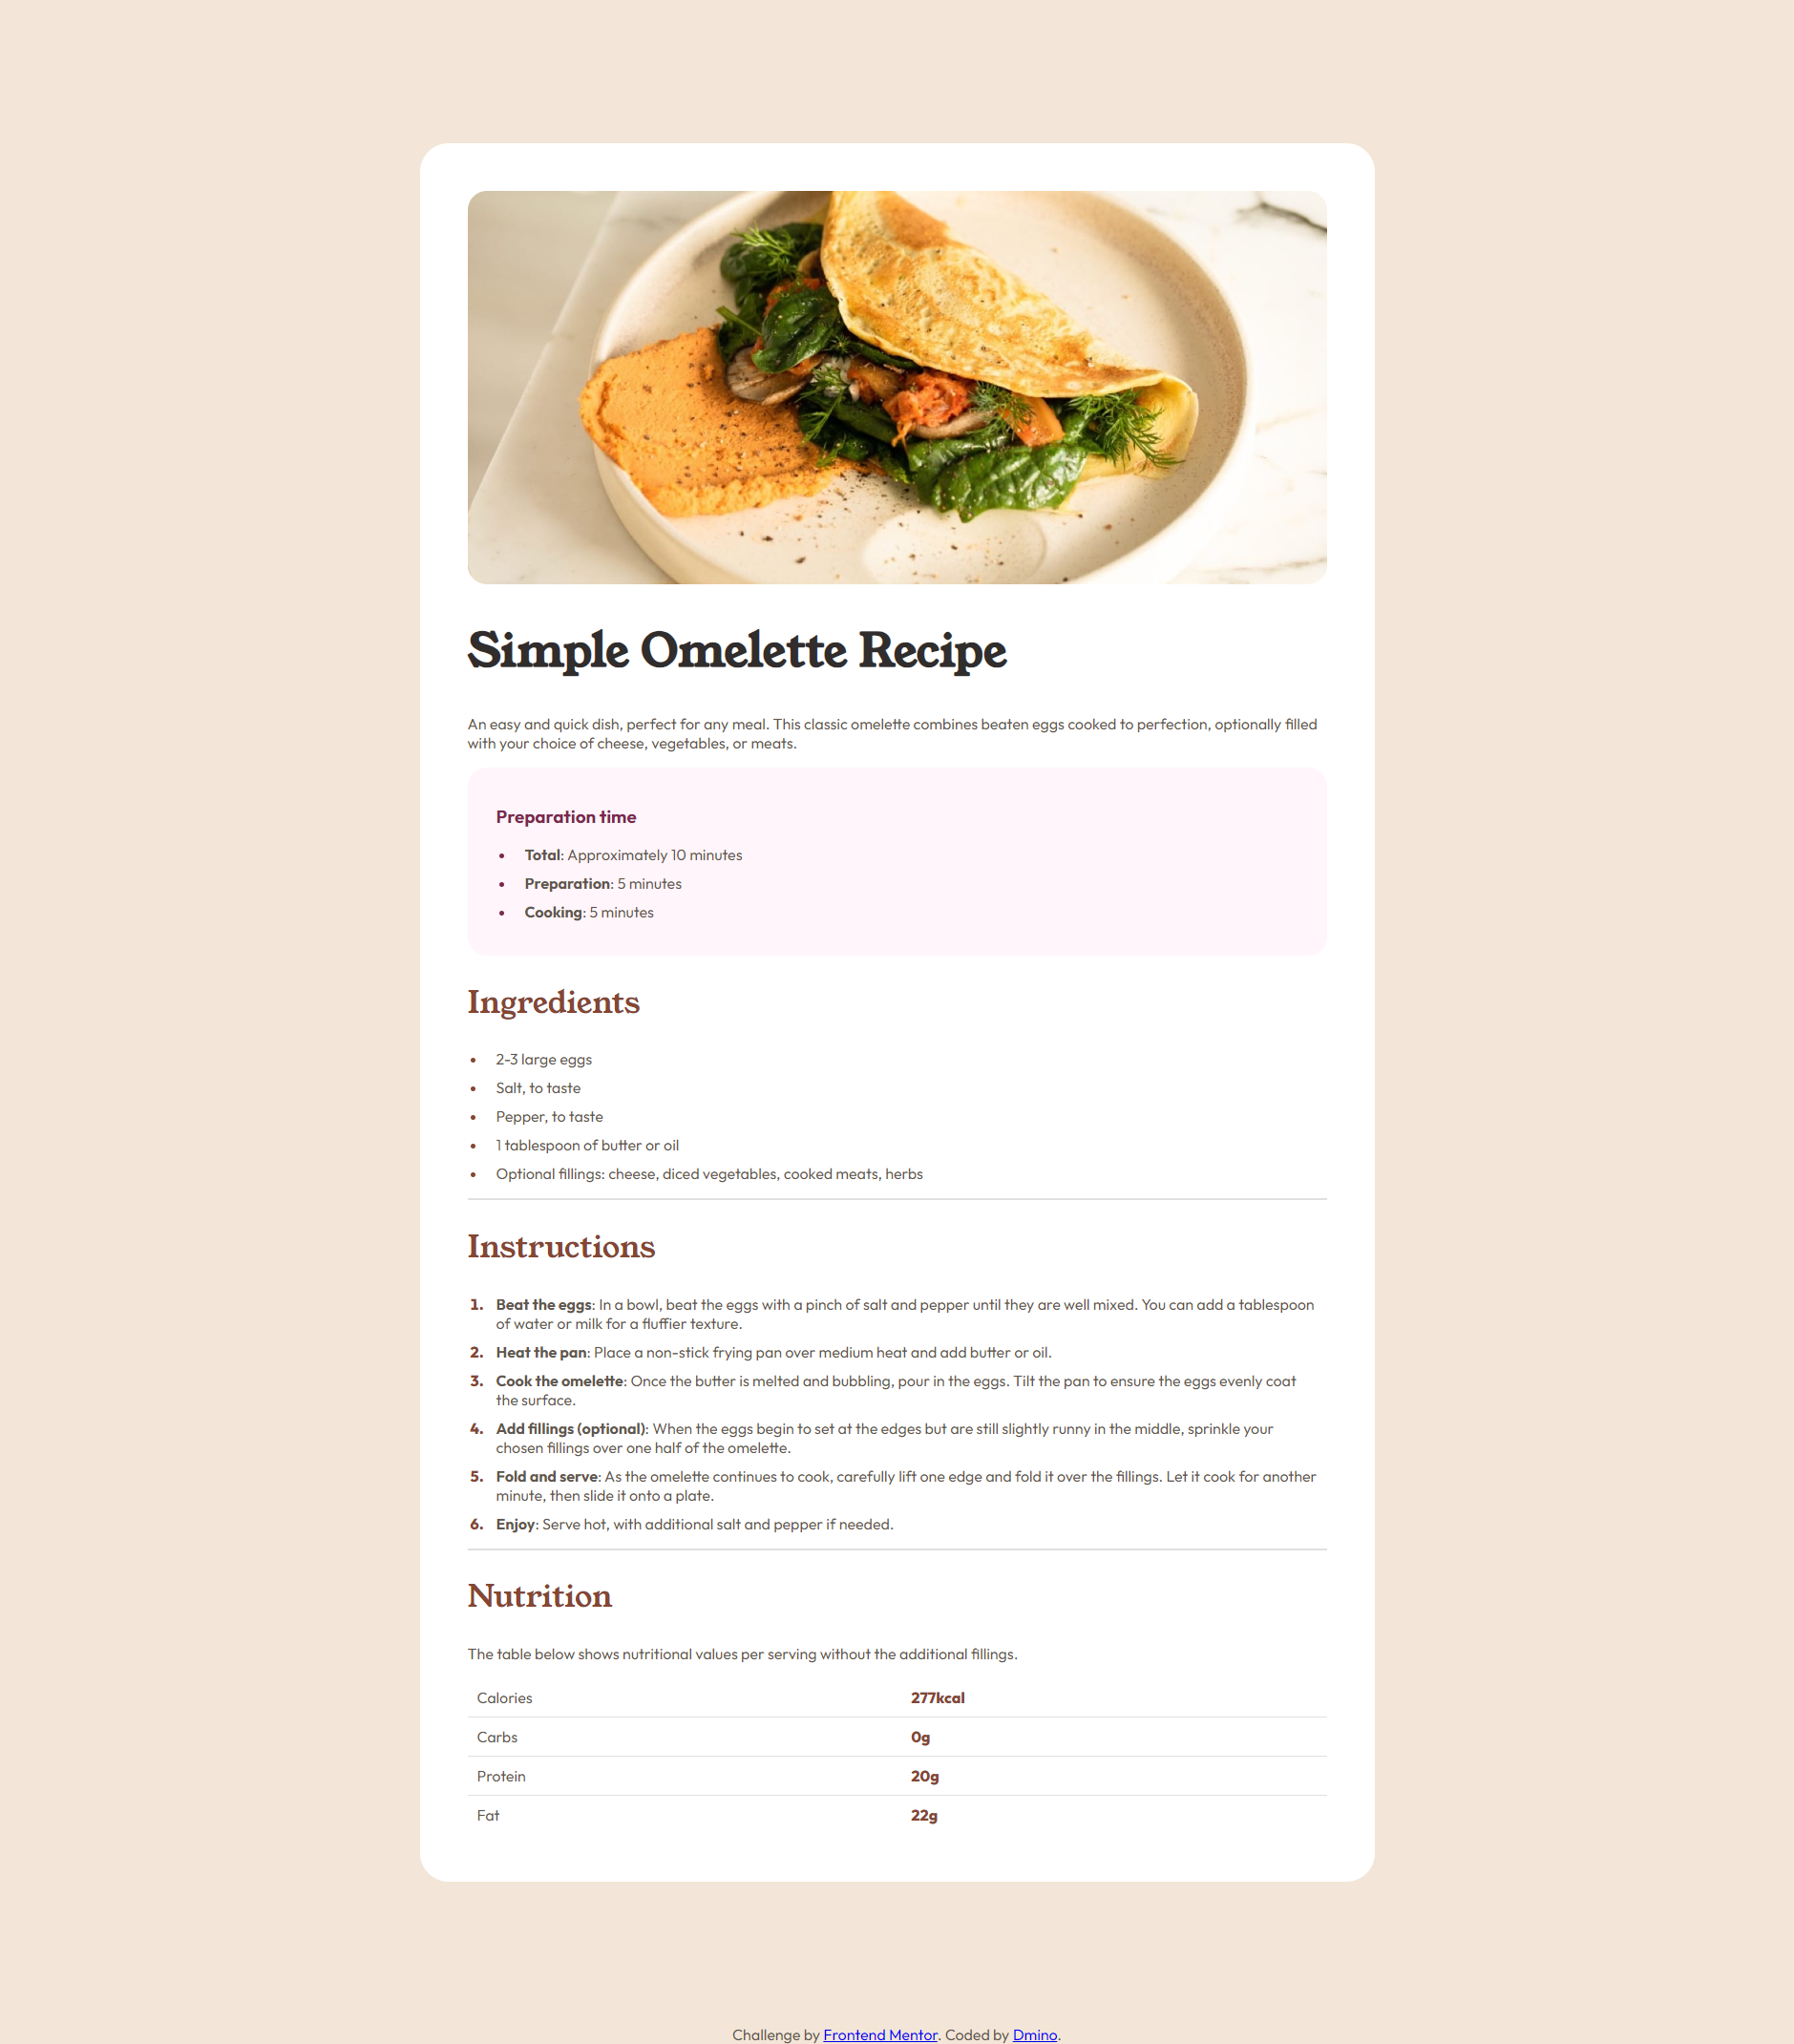 Simple Omelette Recipe
An easy and quick dish, perfect for any meal. This classic omelette combines beaten eggs cooked to perfection, optionally filled
with your choice of cheese, vegetables, or meats.
Preparation time
• Total: Approximately 10 minutes
• Preparation: 5 minutes
• Cooking: 5 minutes
Ingredients
• 2-3 large eggs
• Salt, to taste
• Pepper, to taste
• 1 tablespoon of butter or oil
• Optional fillings: cheese, diced vegetables, cooked meats, herbs
Instructions
1. Beat the eggs: In a bowl, beat the eggs with a pinch of salt and pepper until they are well mixed. You can add a tablespoon
of water or milk for a fluffier texture.
2. Heat the pan: Place a non-stick frying pan over medium heat and add butter or oil.
3. Cook the omelette: Once the butter is melted and bubbling, pour in the eggs. Tilt the pan to ensure the eggs evenly coat
the surface.
4. Add fillings (optional): When the eggs begin to set at the edges but are still slightly runny in the middle, sprinkle your
chosen fillings over one half of the omelette.
5. Fold and serve: As the omelette continues to cook, carefully lift one edge and fold it over the fillings. Let it cook for another
minute, then slide it onto a plate.
6. Enjoy: Serve hot, with additional salt and pepper if needed.
Nutrition
The table below shows nutritional values per serving without the additional fillings.
Calories 277kcal
Carbs 0g
Protein 20g
Fat 22g
Challenge by Frontend Mentor. Coded by Dmino.